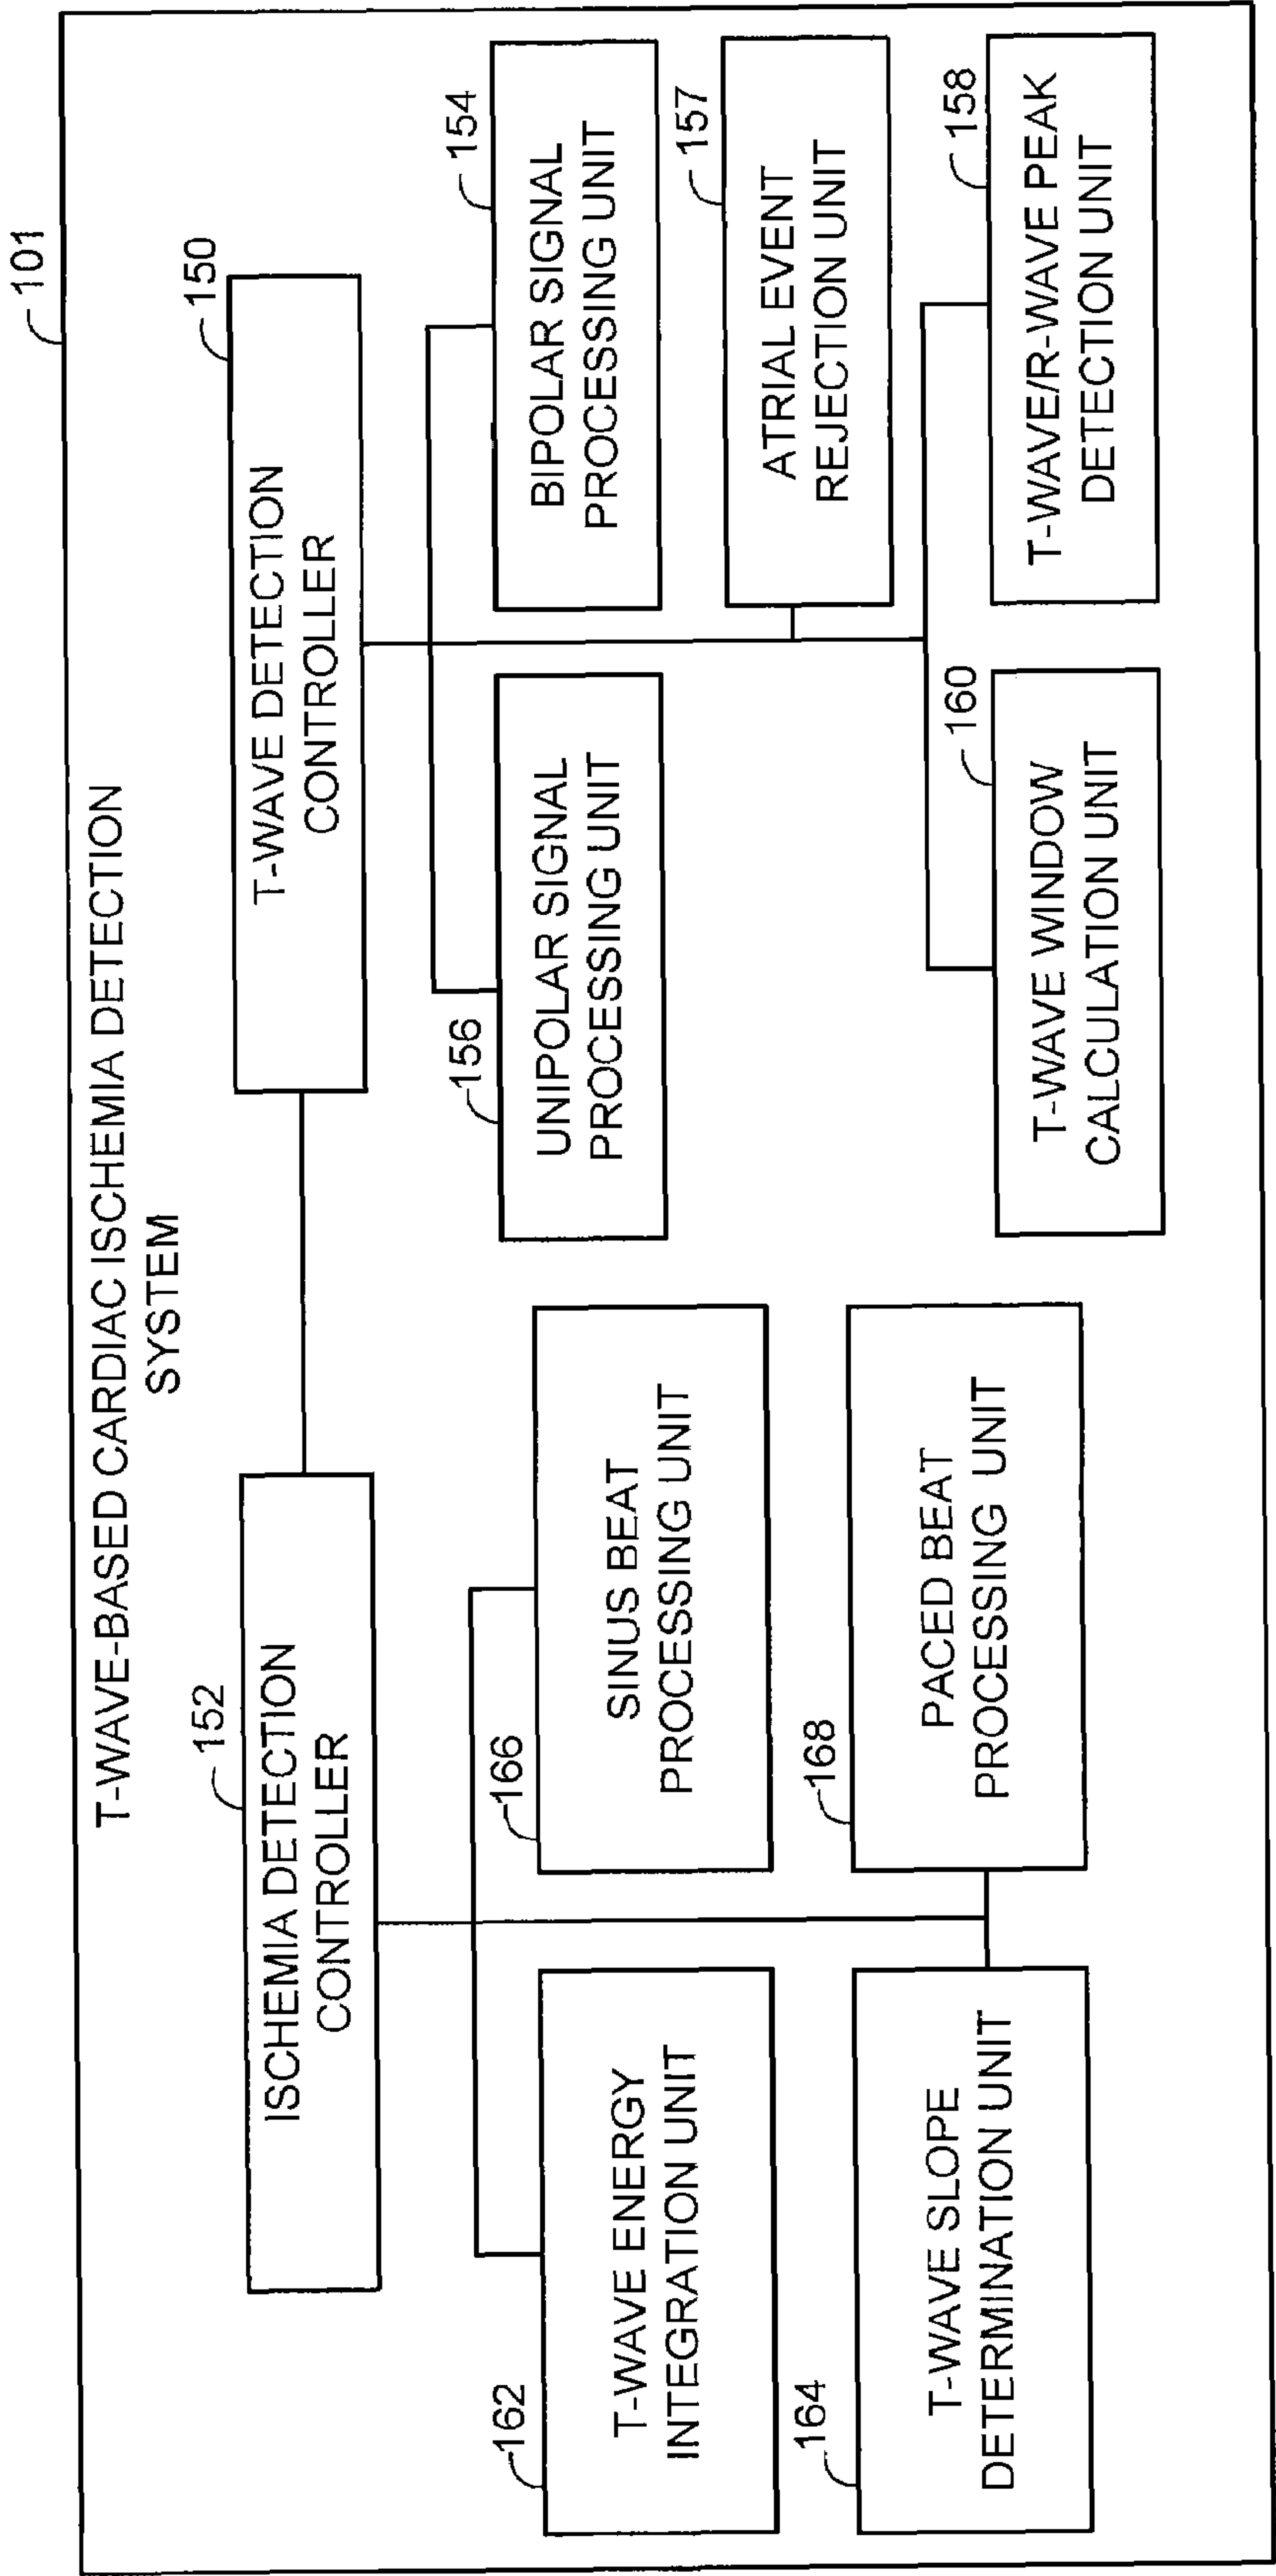 101
T-WAVE-BASED CARDIAC ISCHEMIA DETECTION
SYSTEM
152
ISCHEMIA DETECTION
CONTROLLER
150
T-WAVE DETECTION
CONTROLLER
162
T-WAVE ENERGY
INTEGRATION UNIT
166
SINUS BEAT
PROCESSING UNIT
156
UNIPOLAR SIGNAL
PROCESSING UNIT
154
BIPOLAR SIGNAL
PROCESSING UNIT
157
ATRIAL EVENT
REJECTION UNIT
164
T-WAVE SLOPE
DETERMINATION UNIT
168
PACED BEAT
PROCESSING UNIT
160
T-WAVE WINDOW
CALCULATION UNIT
158
T-WAVE/R-WAVE PEAK
DETECTION UNIT